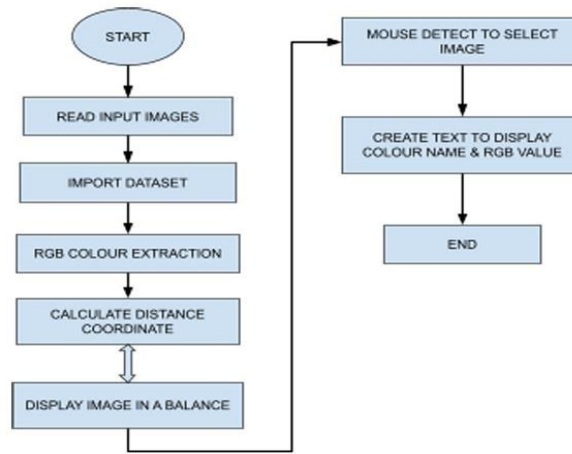 START
READ INPUT IMAGES
IMPORT DATASET
RGB COLOUR EXTRACTION
CALCULATE DISTANCE
COORDINATE
DISPLAY IMAGE IN A BALANCE
MOUSE DETECT TO SELECT
IMAGE
CREATE TEXT TO DISPLAY
COLOUR NAME & RGB VALUE
END